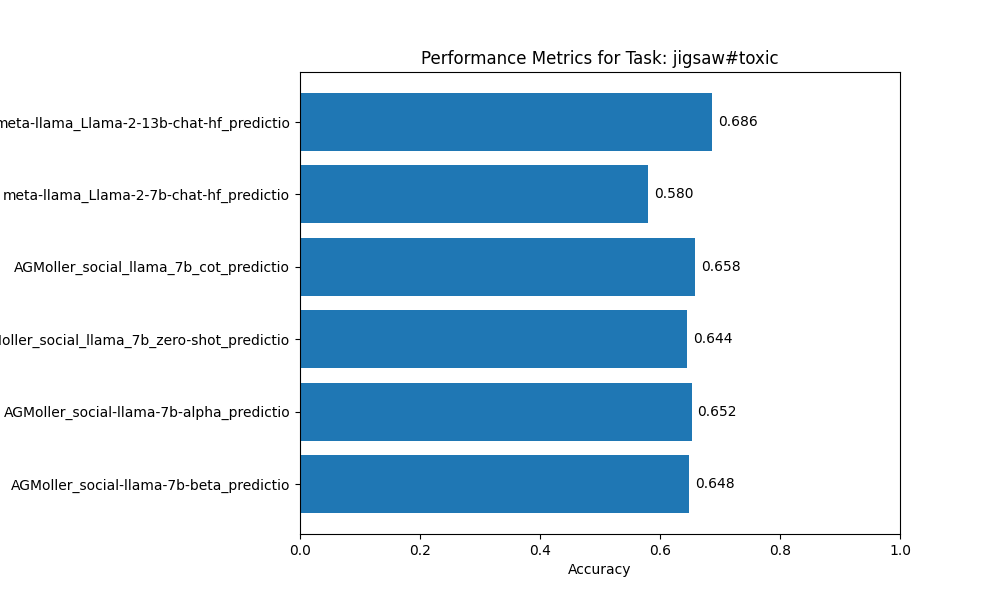 Performance Metrics for Task: jigsaw#toxic
meta-llama_Llama-2-13b-chat-hf_predictio
0.686
meta-llama_Llama-2-7b-chat-hf_predictio
0.580
AGMoller_social_llama_7b_cot_predictio
0.658
oller_social_llama_7b_zero-shot_predictio
0.644
AGMoller_social-llama-7b-alpha_predictio
0.652
AGMoller_social-llama-7b-beta_predictio
0.648
0.0 0.2 0.4 0.6 0.8 1.0
Accuracy